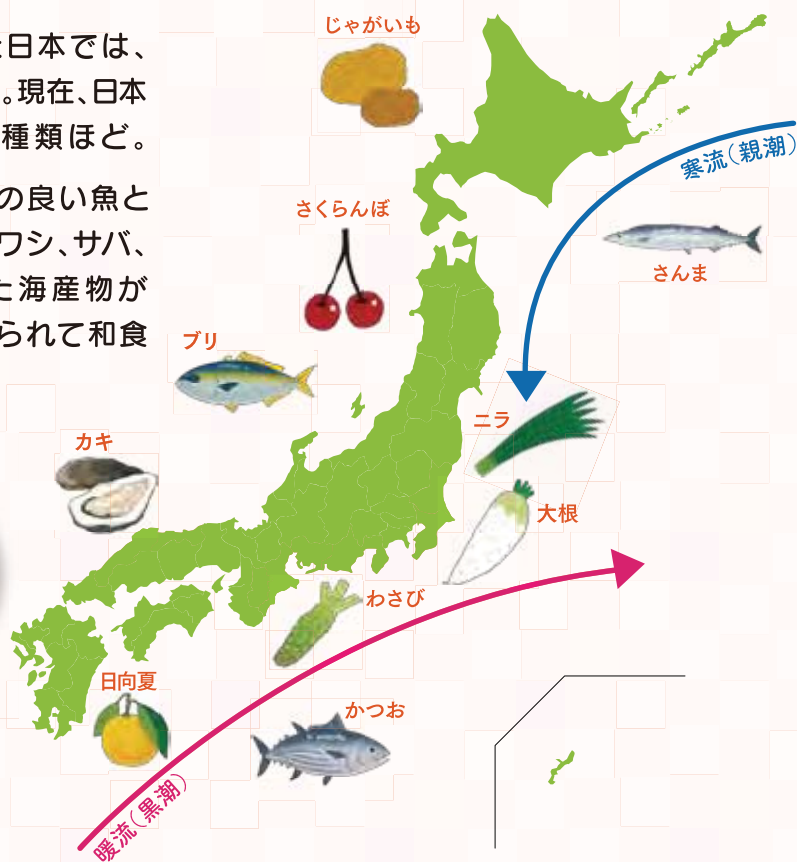 日本では、
。現在、日本
種類ほど。
の良い魚と
ワシ、サバ、
た海産物が
られて和食
じゃがいも
さくらんぼ
ブリ
カキ
寒流(親潮)
さんま
ニラ
大根
わさび
日向夏
かつお
暖流(黒潮)